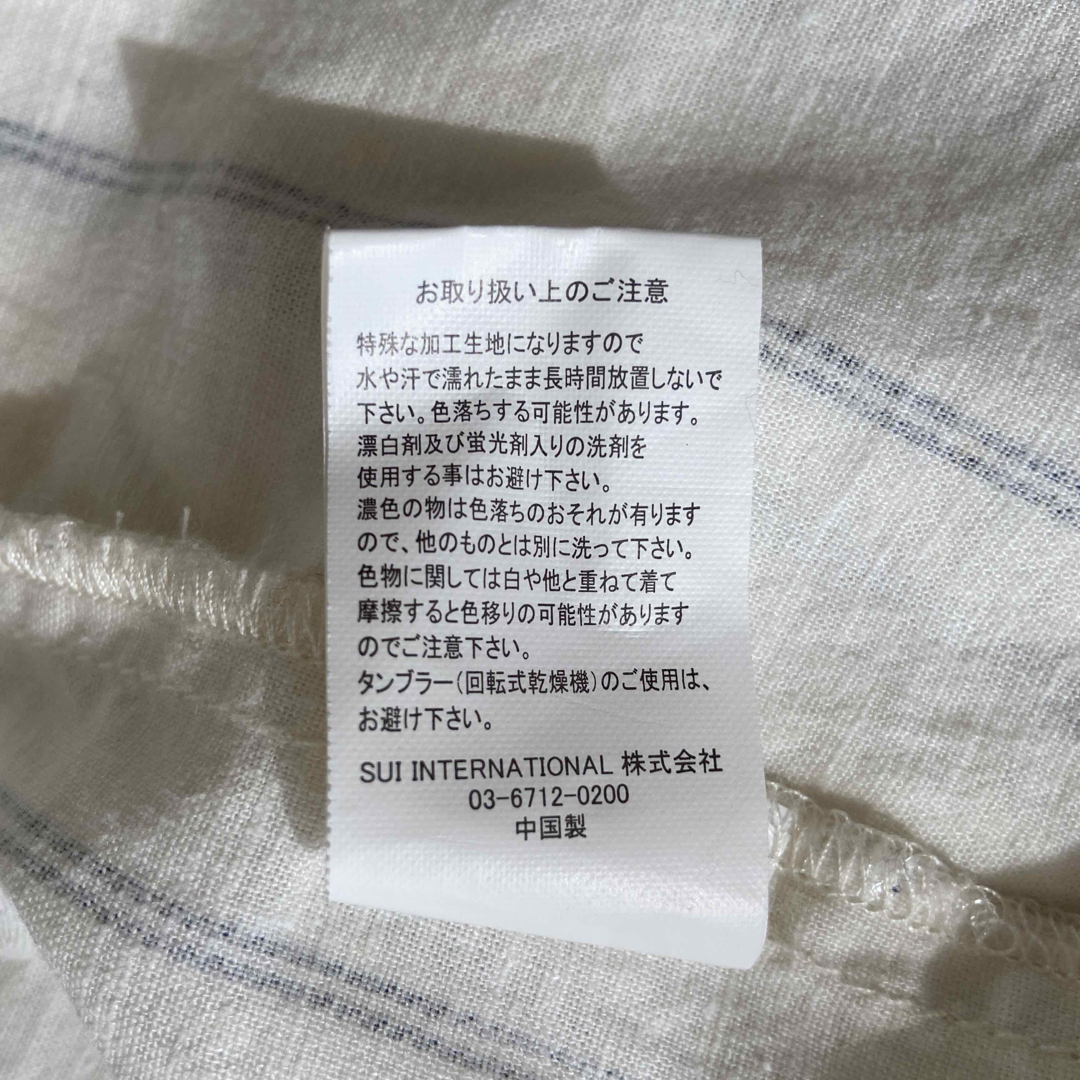 お取り扱い上のご注意
特殊な加工生地になりますので
水や汗で濡れたまま長時間放置しないで
下さい。色落ちする可能性があります。
漂白剤及び蛍光剤入りの洗剤を
使用する事はお避け下さい。
濃色の物は色落ちのおそれが有ります
ので、他のものとは別に洗って下さい。
色物に関しては白や他と重ねて着て
摩擦すると色移りの可能性があります
のでご注意下さい。
タンブラー(回転式乾燥機)のご使用は、
お避け下さい。
SUI INTERNATIONAL 株式会社
03-6712-0200
中国製